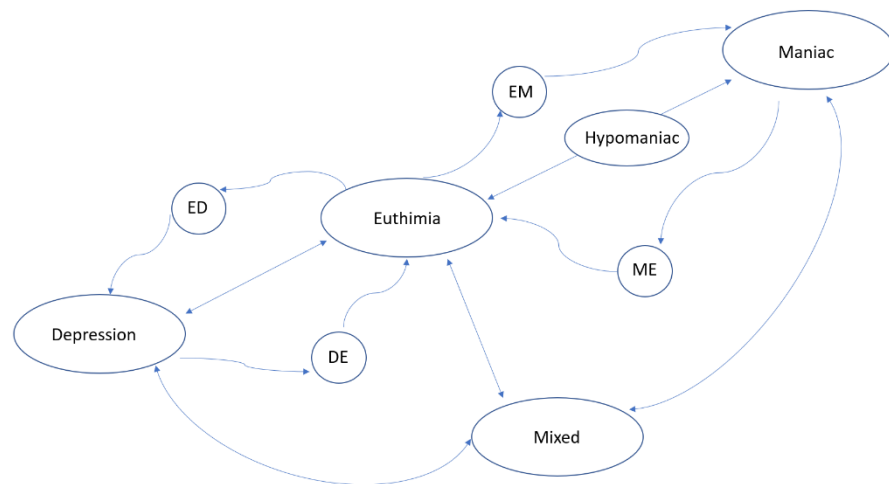 Maniac
EM
Hypomaniac
ED
Euthimia
ME
Depression
DE
Mixed